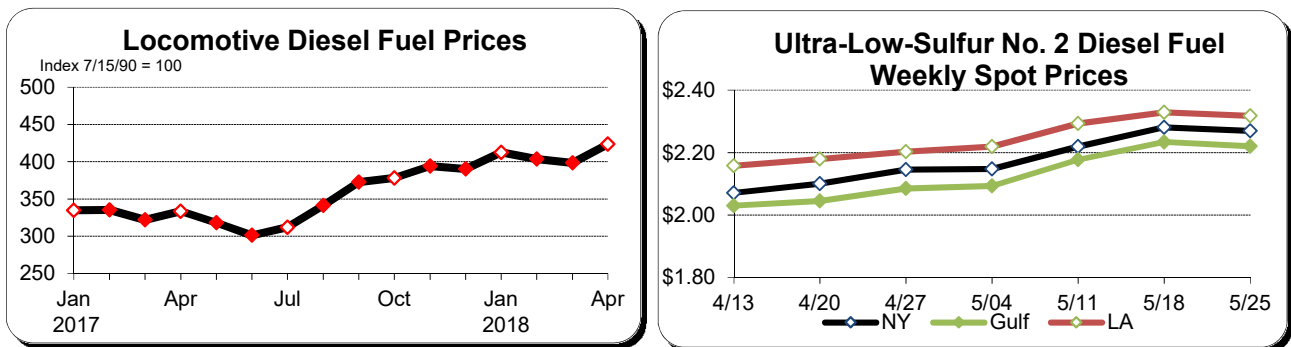 Locomotive Diesel Fuel Prices
Index 7/15/90 = 100
500
450
400
350
300
250
Jan Apr Jul Oct Jan Apr
2017 2018
Ultra-Low-Sulfur No. 2 Diesel Fuel
Weekly Spot Prices
$2.40
$2.20
$2.00
$1.80
4/13 4/20 4/27 5/04 5/11 5/18 5/25
NY Gulf LA